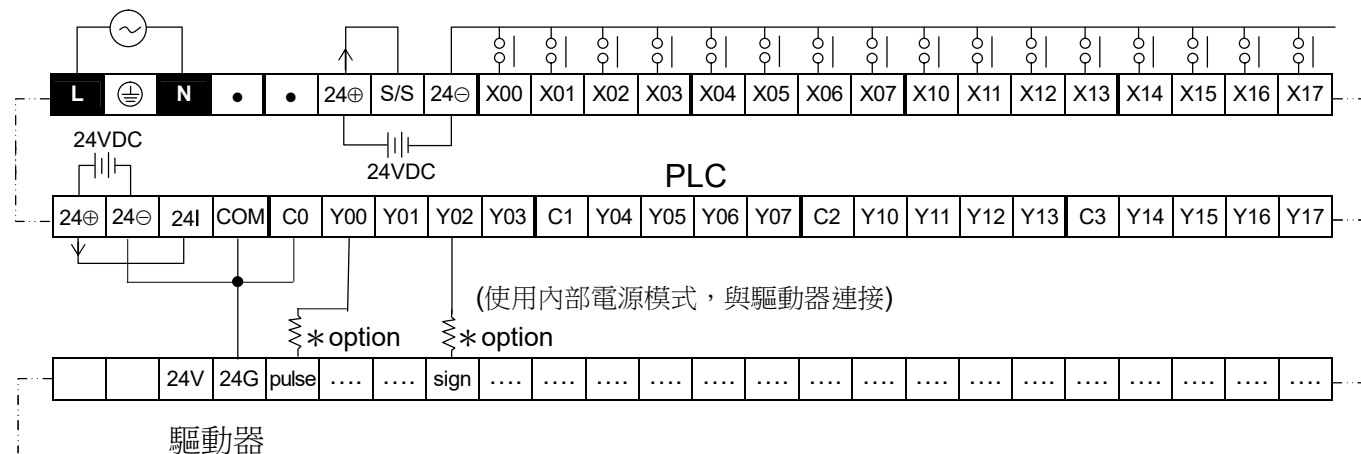 L N • • 24⊕ S/S 24⊖ X00 X01 X02 X03 X04 X05 X06 X07 X10 X11 X12 X13 X14 X15 X16 X17
24VDC
24VDC
PLC
24⊕ 24⊖ 24I COM C0 Y00 Y01 Y02 Y03 C1 Y04 Y05 Y06 Y07 C2 Y10 Y11 Y12 Y13 C3 Y14 Y15 Y16 Y17
(使用內部電源模式，與驅動器連接)
＊option ＊option
24V 24G pulse .... .... sign .... .... .... .... .... .... .... .... .... .... .... .... .... .... .... ....
驅動器